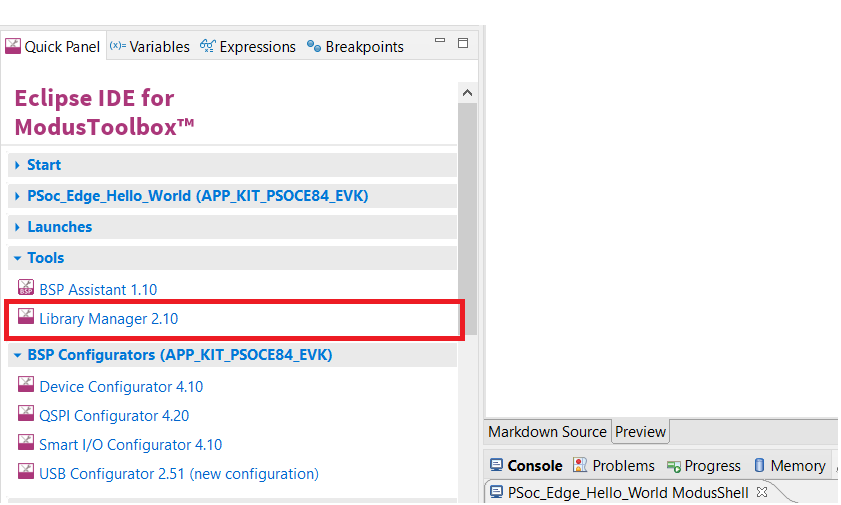 Quick Panel (x)= Variables Expressions Breakpoints
Eclipse IDE for
ModusToolbox™
Start
PSoc_Edge_Hello_World (APP_KIT_PSOCE84_EVK)
Launches
Tools
BSP Assistant 1.10
Library Manager 2.10
BSP Configurators (APP_KIT_PSOCE84_EVK)
Device Configurator 4.10
QSPI Configurator 4.20
Smart I/O Configurator 4.10
USB Configurator 2.51 (new configuration)
Markdown Source Preview
Console Problems Progress Memory
PSoc_Edge_Hello_World ModusShell